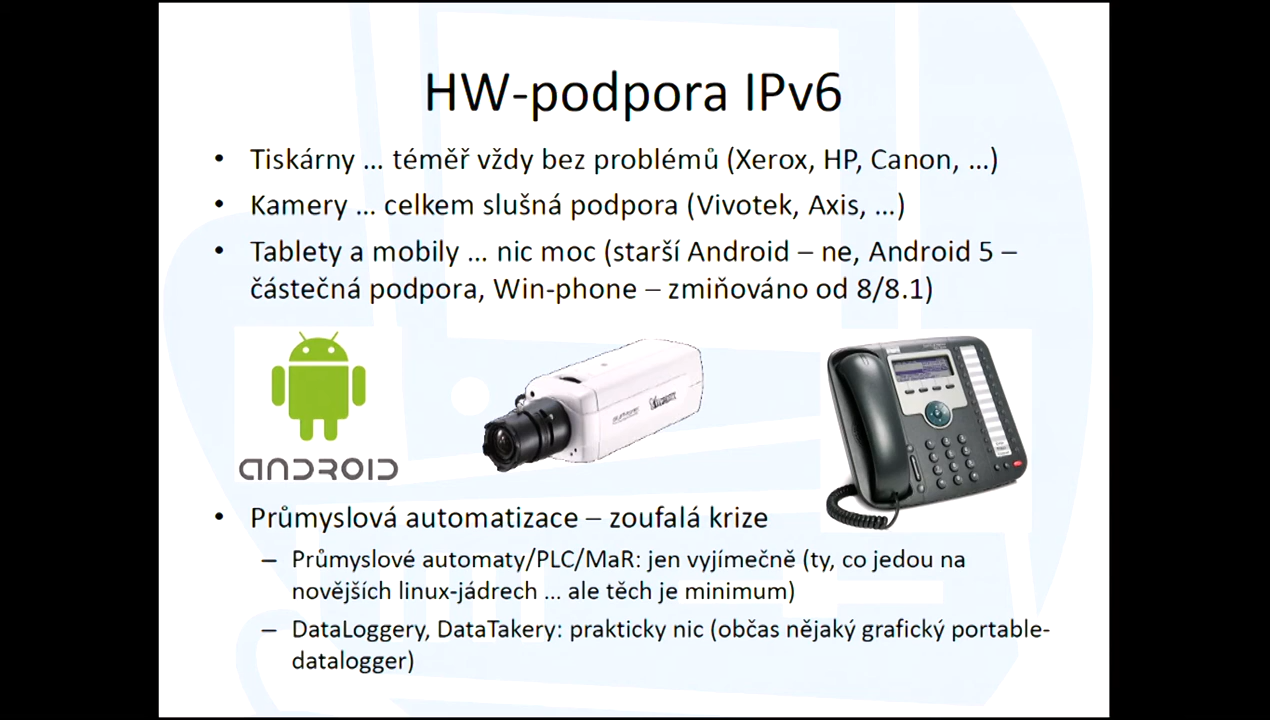 HW-podpora IPv6
• Tiskárny ... téměř vždy bez problémů (Xerox, HP, Canon, ...)
• Kamery ... celkem slušná podpora (Vivotek, Axis, ...)
• Tablety a mobily ... nic moc (starší Android – ne, Android 5 –
částečná podpora, Win-phone – zmiňováno od 8/8.1)
ANDROID
• Průmyslová automatizace – zoufalá krize
– Průmyslové automaty/PLC/MaR: jen vyjímečně (ty, co jedou na
novějších linux-jádrech ... ale těch je minimum)
– DataLoggery, DataTakery: prakticky nic (občas nějaký grafický portable-
datalogger)